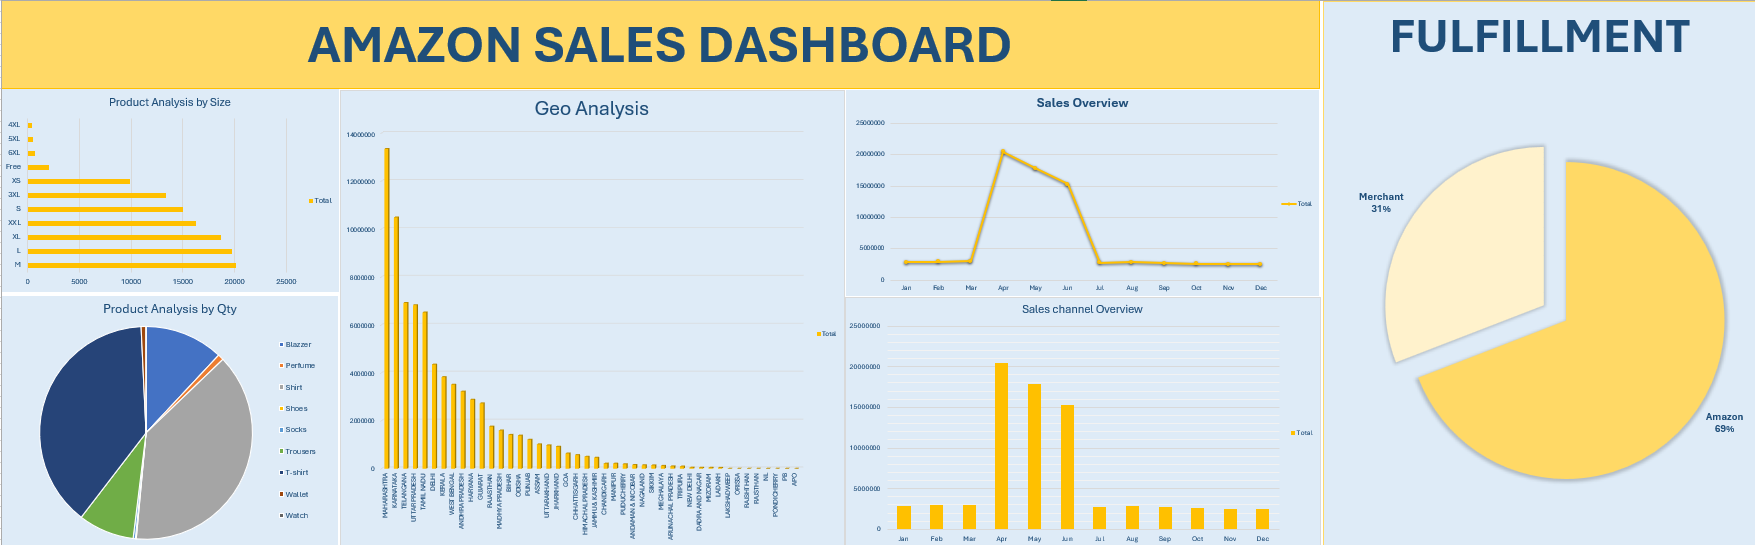 AMAZON SALES DASHBOARD
FULFILLMENT
Product Analysis by Size
4XL
5XL
6XL
Free
XS
3XL
S
XXL
XL
L
M
0 5000 10000 15000 20000 25000
Total
Product Analysis by Qty
Blazzer
Perfume
Shirt
Shoes
Socks
Trousers
T-shirt
Wallet
Watch
Geo Analysis
14000000
12000000
10000000
8000000
6000000
4000000
2000000
0
MAHARASHTRA
KARNATAKA
TELANGANA
UTTAR PRADESH
TAMIL NADU
DELHI
KERALA
WEST BENGAL
ANDHRA PRADESH
HARYANA
GUJARAT
RAJASTHAN
MADHYA PRADESH
BIHAR
ODISHA
PUNJAB
ASSAM
UTTARAKHAND
JHARKHAND
GOA
CHHATTISGARH
HIMACHAL PRADESH
JAMMU & KASHMIR
CHANDIGARH
MANIPUR
PUDUCHERRY
ANDAMAN & NICOBAR
NAGALAND
SIKKIM
MEGHALAYA
ARUNACHAL PRADESH
TRIPURA
NEW DELHI
DADRA AND NAGAR
MIZORAM
LADAKH
LAKSHADWEEP
ORISSA
RAJSHTHAN
RAJSTHAN
NL
PONDICHERRY
PB
APO
Total
Sales Overview
25000000
20000000
15000000
10000000
5000000
0
Jan Feb Mar Apr May Jun Jul Aug Sep Oct Nov Dec
Total
Sales channel Overview
25000000
20000000
15000000
10000000
5000000
0
Jan Feb Mar Apr May Jun Jul Aug Sep Oct Nov Dec
Total
Merchant
31%
Amazon
69%